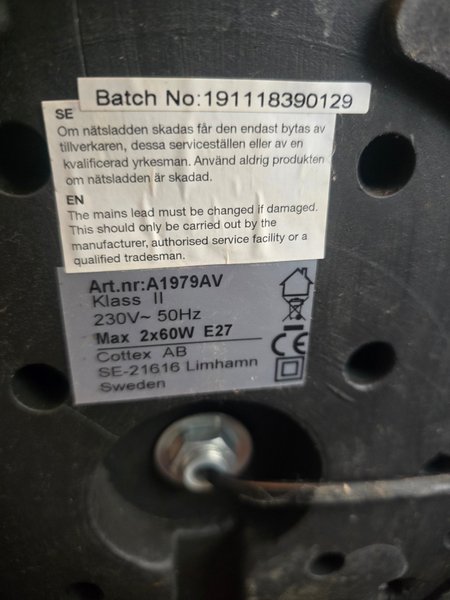 Batch No:191118390129
SE
Om nätsladden skadas får den endast bytas av
tillverkaren, dessa serviceställen eller av en
kvalificerad yrkesman. Använd aldrig produkten
om nätsladden är skadad.
EN
The mains lead must be changed if damaged.
This should only be carried out by the
manufacturer, authorised service facility or a
qualified tradesman.
Art.nr:A1979AV
Klass II
230V~ 50Hz
Max 2x60W E27
Cottex AB
SE-21616 Limhamn
Sweden
CE